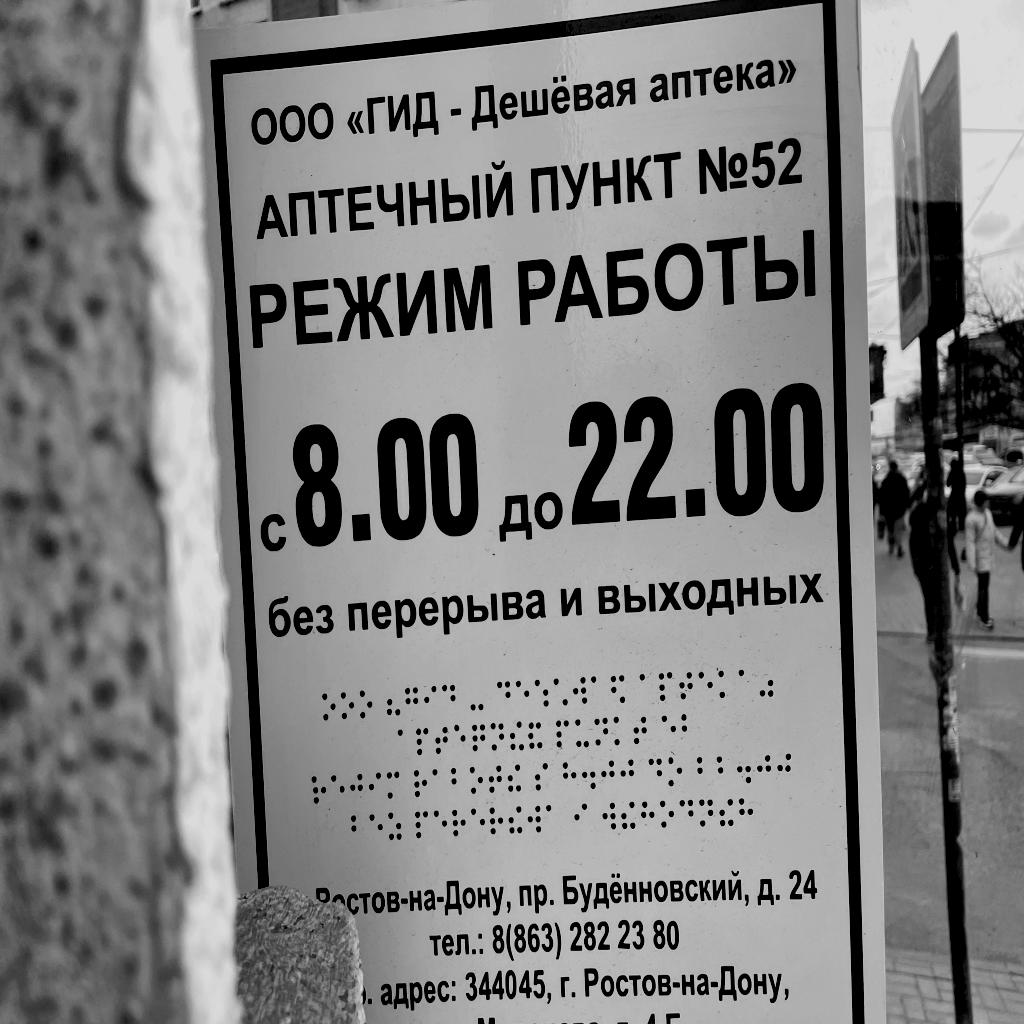 ООО «ГИД - Дешёвая аптека»
АПТЕЧНЫЙ ПУНКТ №52
РЕЖИМ РАБОТЫ
с 8.00 до 22.00
без перерыва и выходных
Ростов-на-Дону, пр. Будённовский, д. 24
тел.: 8(863) 282 23 80
адрес: 344045, г. Ростов-на-Дону,